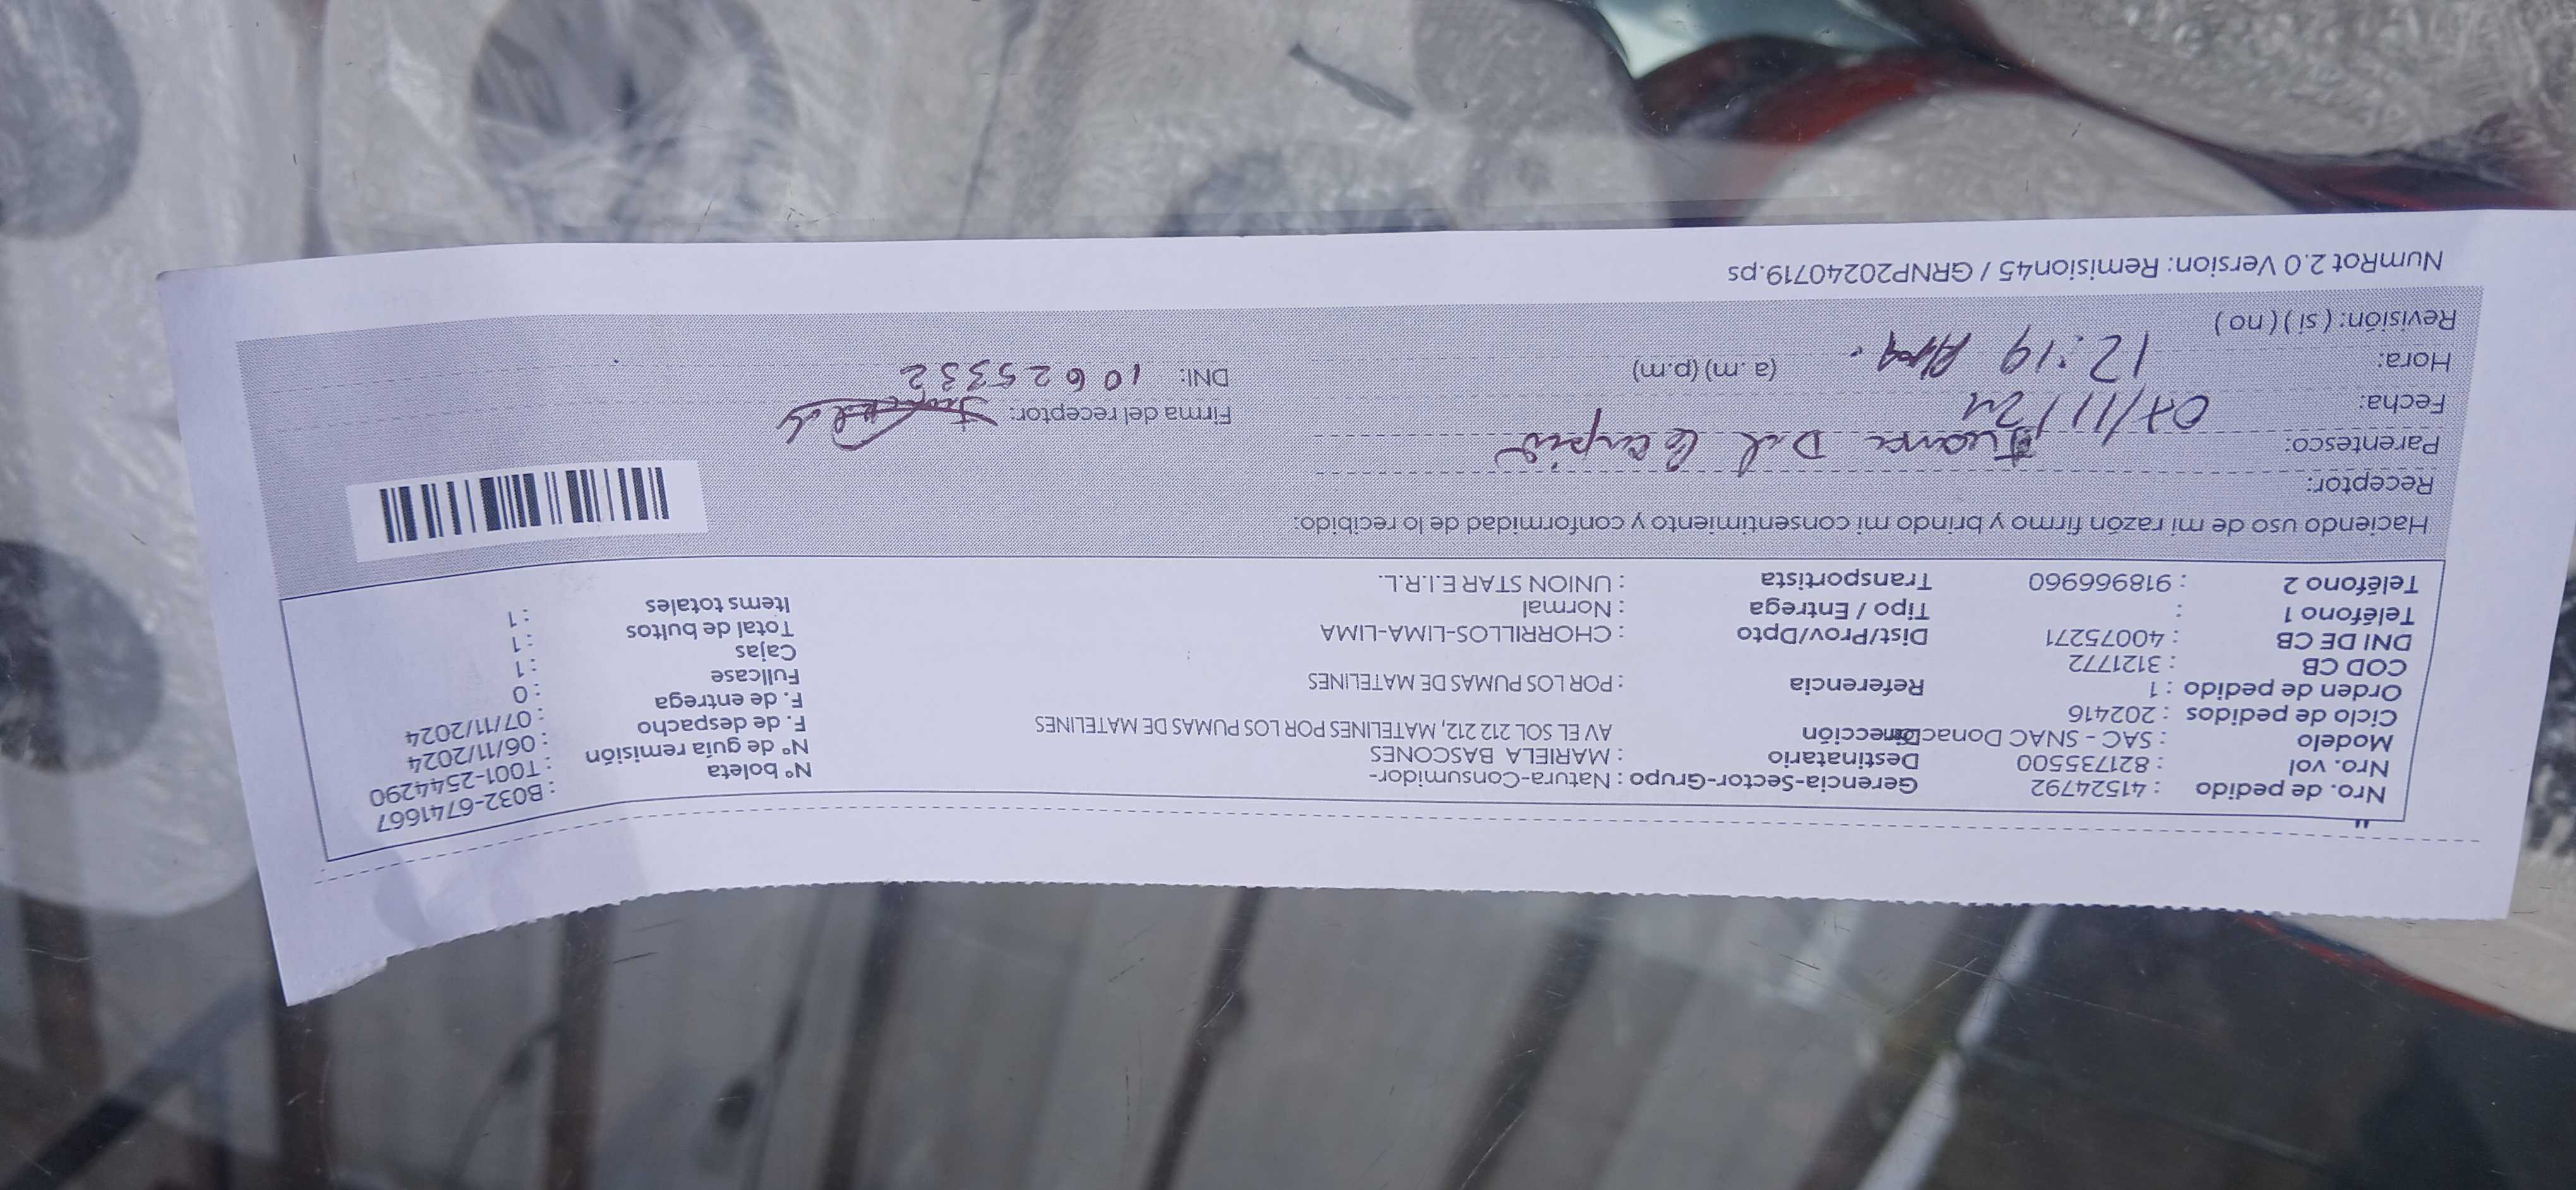 Nro. de pedido : 41524792
Nro. vol : 821735500
Modelo : SAC - SNAC Donación
Ciclo de pedidos : 202416
Orden de pedido : 1
COD CB : 3121772
DNI DE CB : 40075271
Teléfono 1 :
Teléfono 2 : 918966960
Gerencia-Sector-Grupo : Natura-Consumidor-
Destinatario : MARIELA BASCONES
Dirección AV EL SOL 212 212, MATELINES POR LOS PUMAS DE MATELINES
Referencia : POR LOS PUMAS DE MATELINES
Dist/Prov/Dpto : CHORRILLOS-LIMA-LIMA
Tipo / Entrega : Normal
Transportista : UNION STAR E.I.R.L.
N° boleta : B032-6741667
N° de guía remisión : T001-2544290
F. de despacho : 06/11/2024
F. de entrega : 07/11/2024
Fullcase : 0
Cajas : 1
Total de bultos : 1
Items totales : 1
Haciendo uso de mi razón firmo y brindo mi consentimiento y conformidad de lo recibido:
Receptor:
Parentesco: Del Carpio
Fecha: 07/11/24
Hora: 12:19 (a.m) (p.m)
Revisión: ( si ) ( no )
Firma del receptor:
DNI: 10625332
NumRot 2.0 Version: Remision45 / GRNP20240719.ps